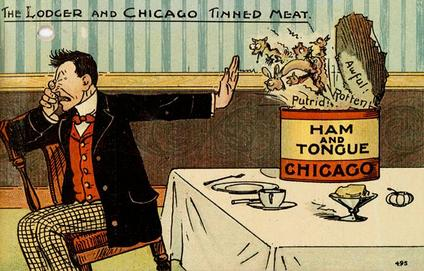 THE LODGER AND CHICAGO TINNED MEAT.
Awful!
Putrid!
Rotten!
HAM
AND
TONGUE
CHICAGO
495